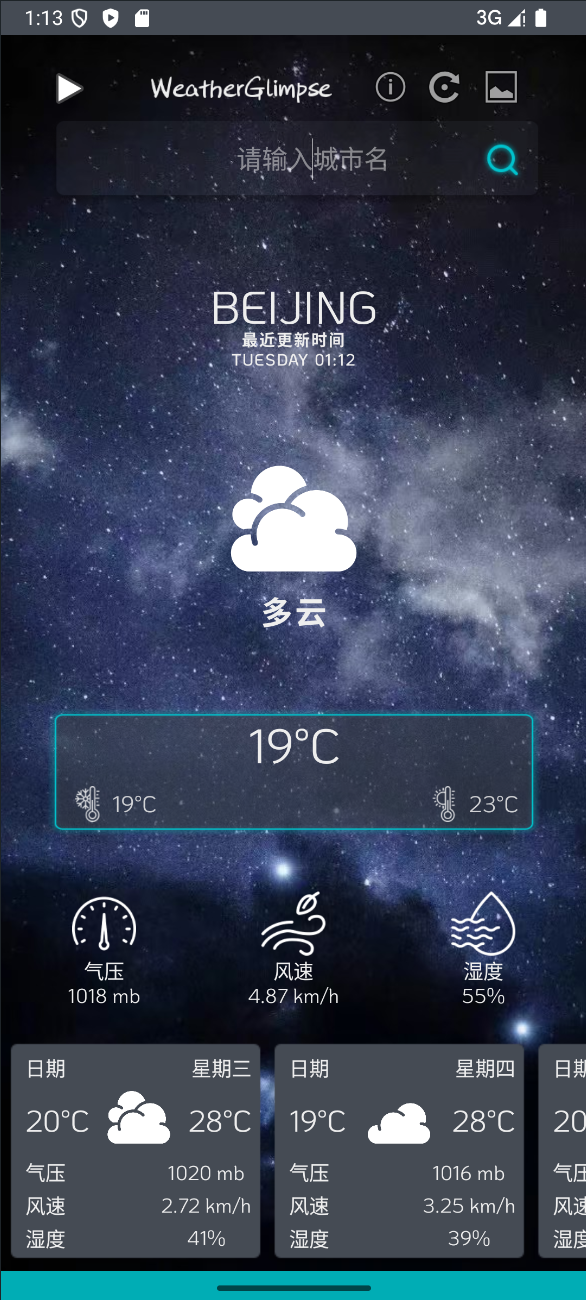 1:13 3G
WeatherGlimpse
请输入城市名
BEIJING
最近更新时间
TUESDAY 01:12
多云
19°C
19°C 23°C
气压 风速 湿度
1018 mb 4.87 km/h 55%
日期 星期三 日期 星期四 日期
20°C 28°C 19°C 28°C 20
气压 1020 mb 气压 1016 mb 气压
风速 2.72 km/h 风速 3.25 km/h 风速
湿度 41% 湿度 39% 湿度